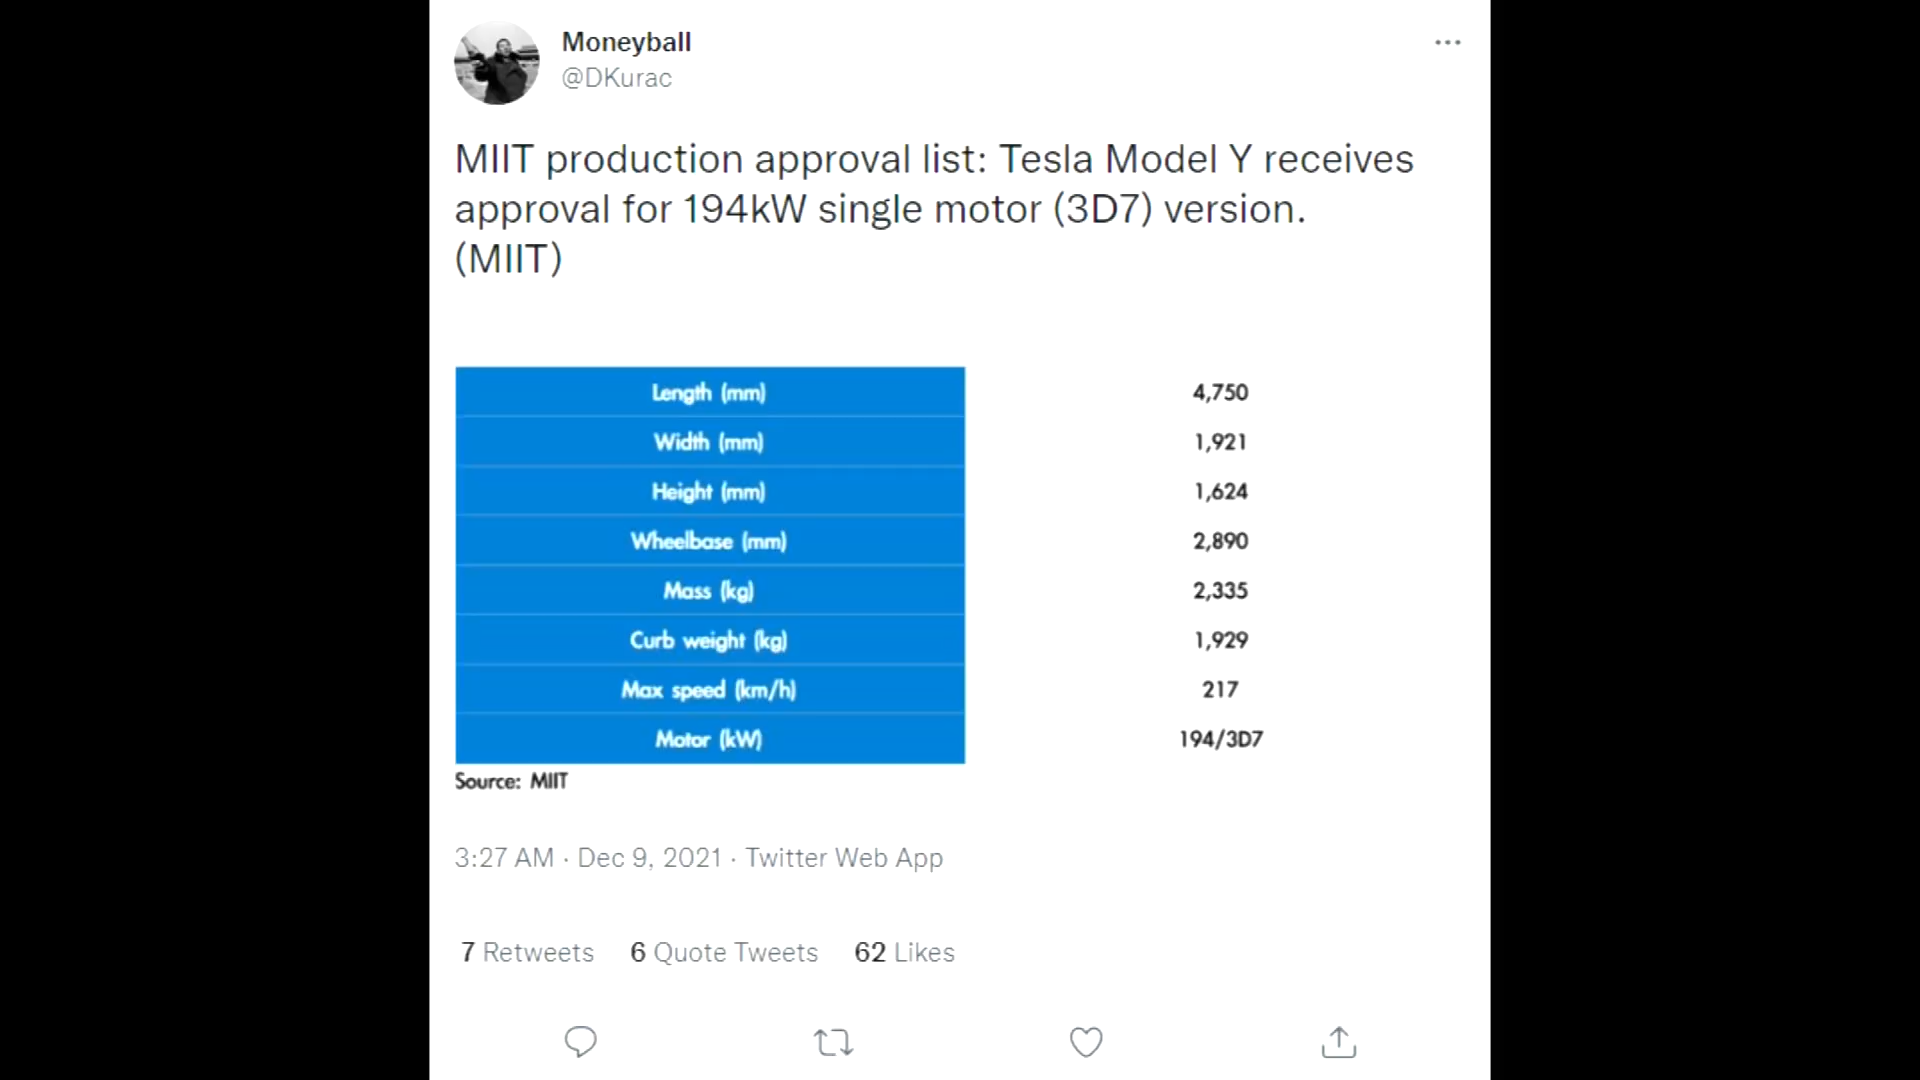 Moneyball
@DKurac
MIIT production approval list: Tesla Model Y receives
approval for 194kW single motor (3D7) version.
(MIIT)
Length (mm) 4,750
Width (mm) 1,921
Height (mm) 1,624
Wheelbase (mm) 2,890
Mass (kg) 2,335
Curb weight (kg) 1,929
Max speed (km/h) 217
Motor (kW) 194/3D7
Source: MIIT
3:27 AM · Dec 9, 2021 · Twitter Web App
7 Retweets 6 Quote Tweets 62 Likes